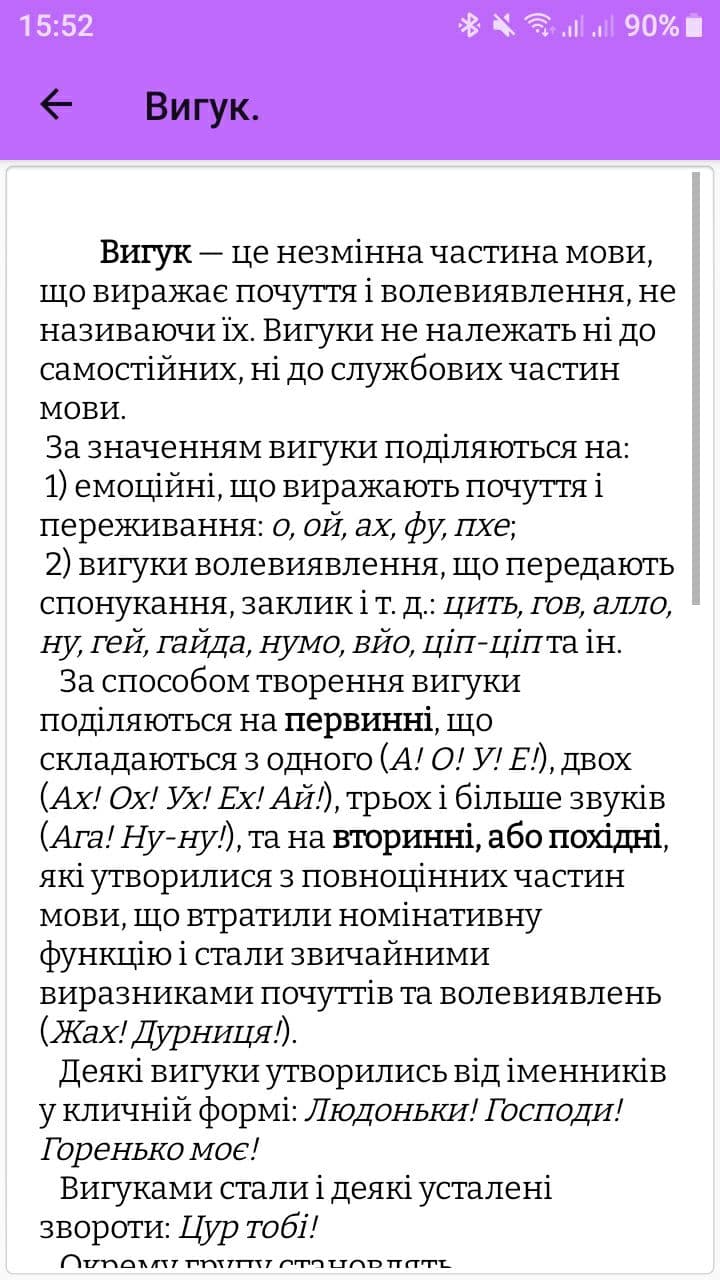 15:52
90%
Вигук.
Вигук — це незмінна частина мови,
що виражає почуття і волевиявлення, не
називаючи їх. Вигуки не належать ні до
самостійних, ні до службових частин
мови.
За значенням вигуки поділяються на:
1) емоційні, що виражають почуття і
переживання: о, ой, ах, фу, пхе;
2) вигуки волевиявлення, що передають
спонукання, заклик і т. д.: цить, гов, алло,
ну, гей, гайда, нумо, вйо, ціп-ціп та ін.
За способом творення вигуки
поділяються на первинні, що
складаються з одного (А! О! У! Е!), двох
(Ах! Ох! Ух! Ех! Ай!), трьох і більше звуків
(Ага! Ну-ну!), та на вторинні, або похідні,
які утворилися з повноцінних частин
мови, що втратили номінативну
функцію і стали звичайними
виразниками почуттів та волевиявлень
(Жах! Дурниця!).
Деякі вигуки утворились від іменників
у кличній формі: Людоньки! Господи!
Горенько моє!
Вигуками стали і деякі усталені
звороти: Цур тобі!
Окрему групу становлять